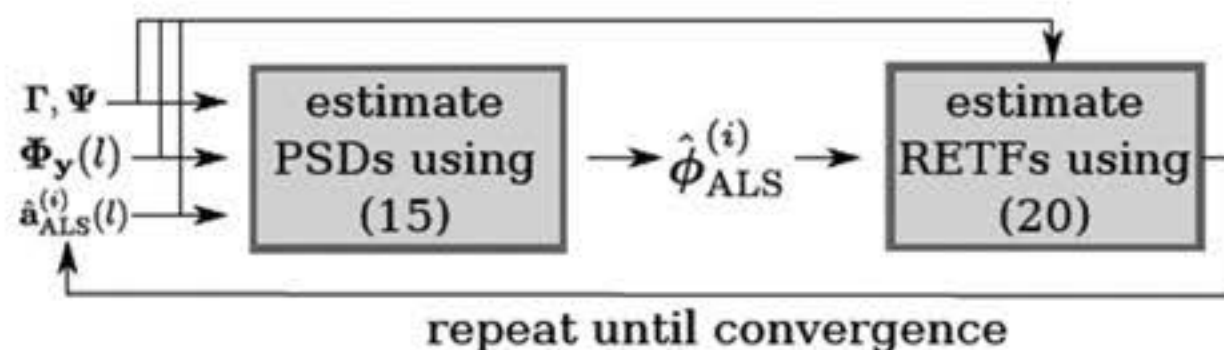 Γ, Ψ
Φ_y(l)
â_ALS^(i)(l)
estimate
PSDs using
(15)
ϕ̂_ALS^(i)
estimate
RETFs using
(20)
repeat until convergence